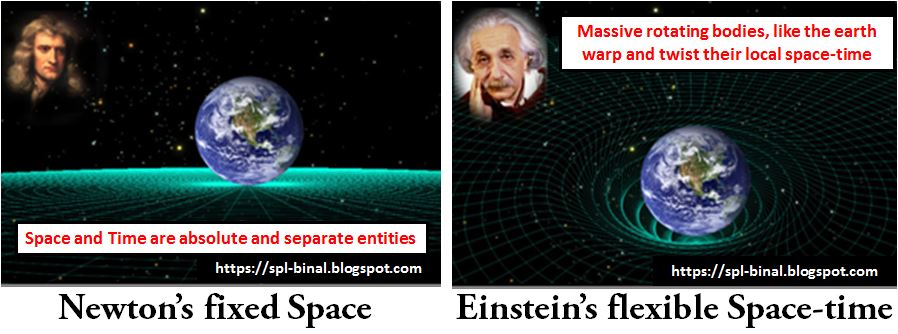 Space and Time are absolute and separate entities
https://spl-binal.blogspot.com
Newton's fixed Space
Massive rotating bodies, like the earth
warp and twist their local space-time
https://spl-binal.blogspot.com
Einstein's flexible Space-time